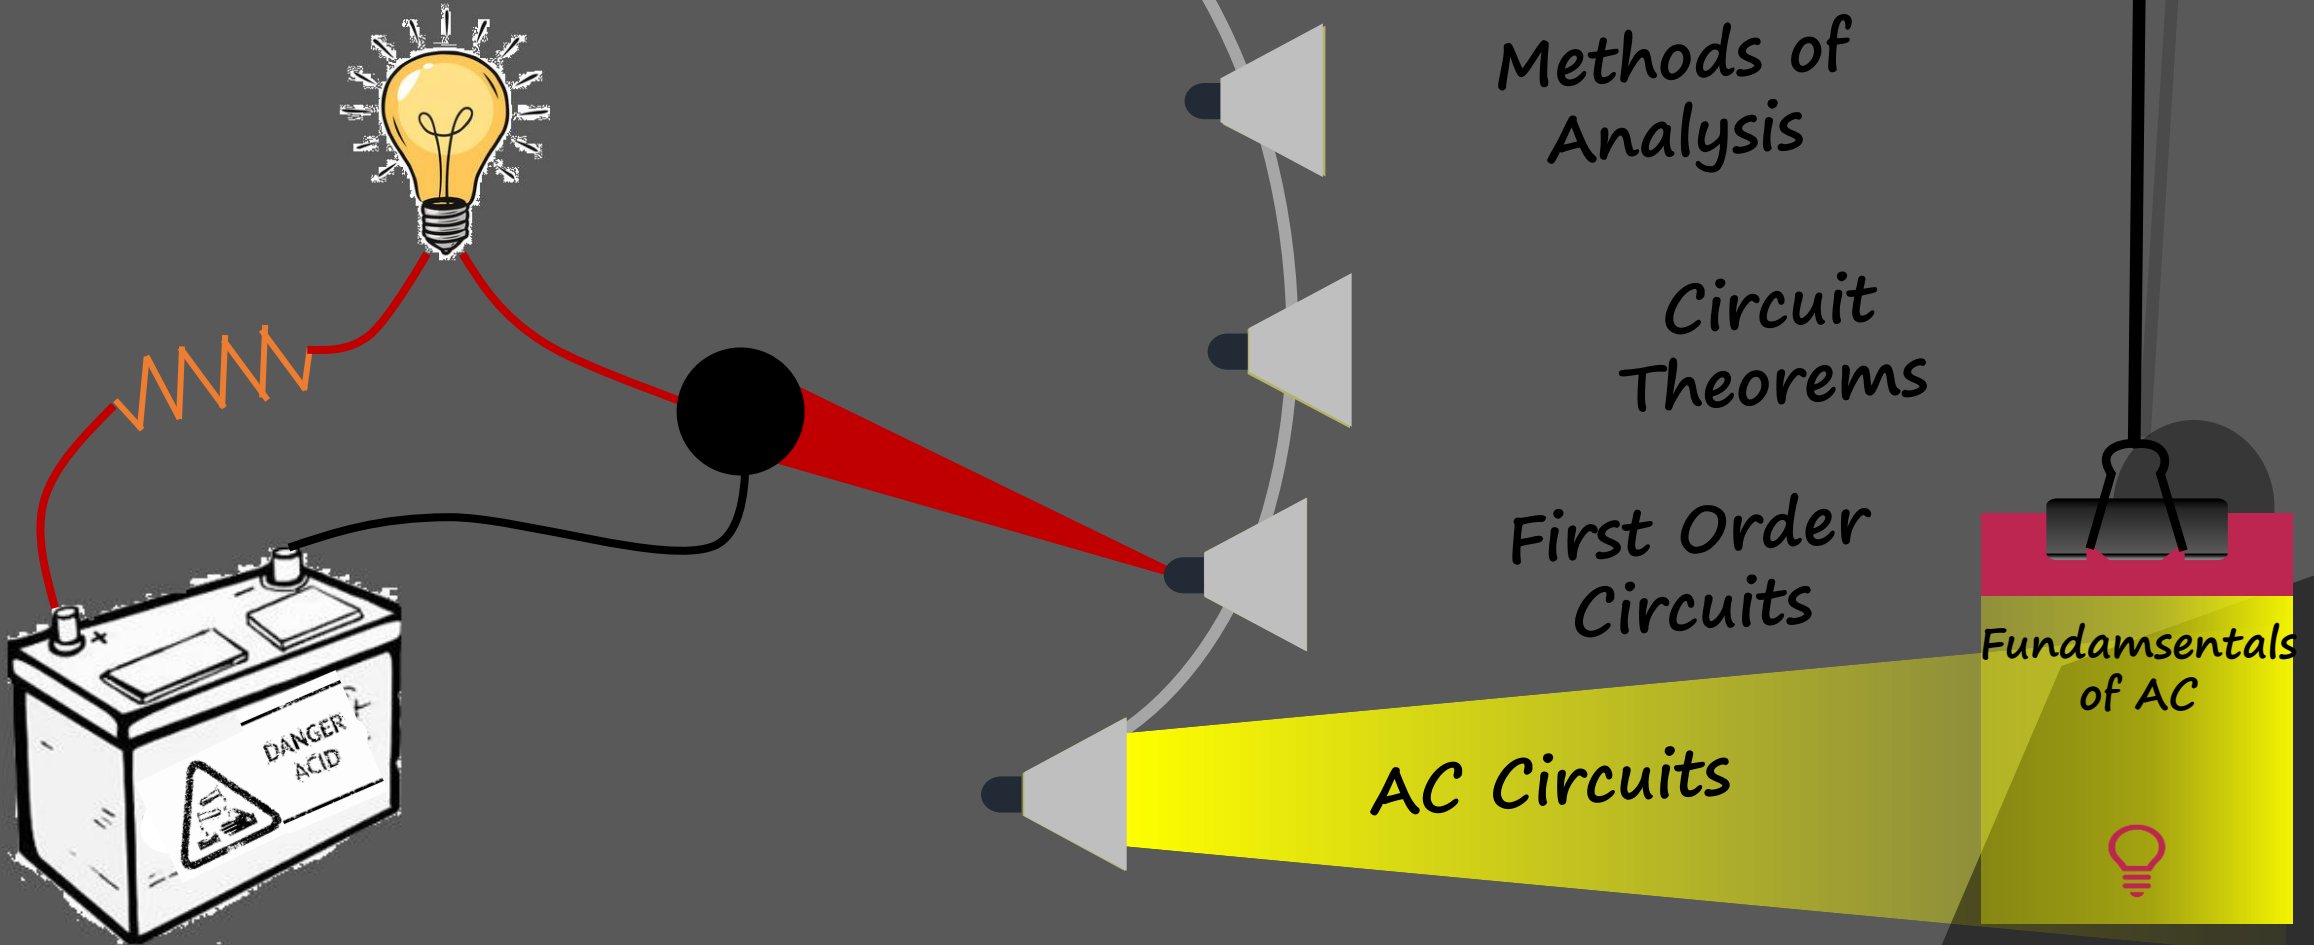 Methods of
Analysis
Circuit
Theorems
First Order
Circuits
AC Circuits
Fundamsentals
of AC
+
DANGER
ACID